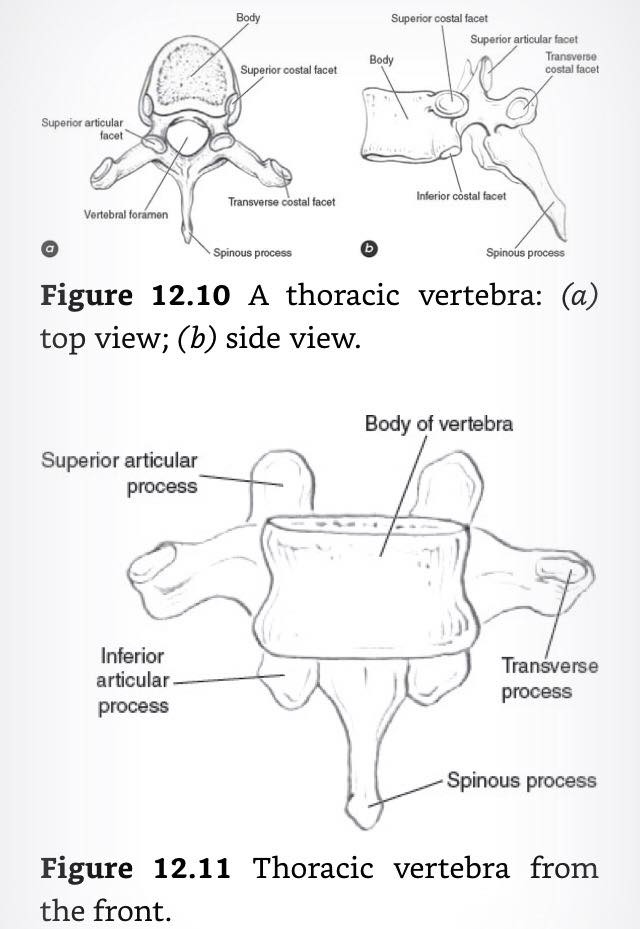 Body
Superior costal facet
Superior articular
facet
Vertebral foramen
Transverse costal facet
Spinous process
a
Superior costal facet
Superior articular facet
Transverse
costal facet
Body
Inferior costal facet
Spinous process
b
Figure 12.10 A thoracic vertebra: (a)
top view; (b) side view.
Body of vertebra
Superior articular
process
Inferior
articular
process
Transverse
process
Spinous process
Figure 12.11 Thoracic vertebra from
the front.